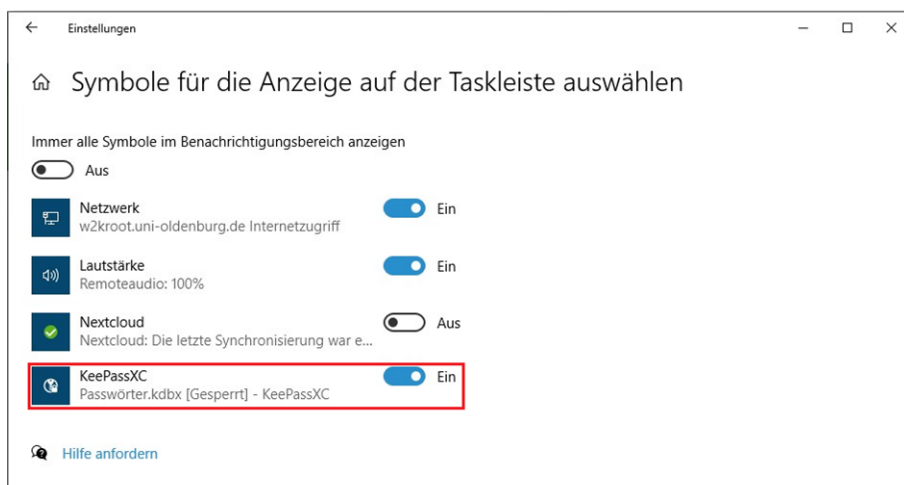 Einstellungen
Symbole für die Anzeige auf der Taskleiste auswählen
Immer alle Symbole im Benachrichtigungsbereich anzeigen
Aus
Netzwerk
Ein
w2kroot.uni-oldenburg.de Internetzugriff
Lautstärke
Ein
Remoteaudio: 100%
Nextcloud
Aus
Nextcloud: Die letzte Synchronisierung war e...
KeePassXC
Ein
Passwörter.kdbx [Gesperrt] - KeePassXC
Hilfe anfordern